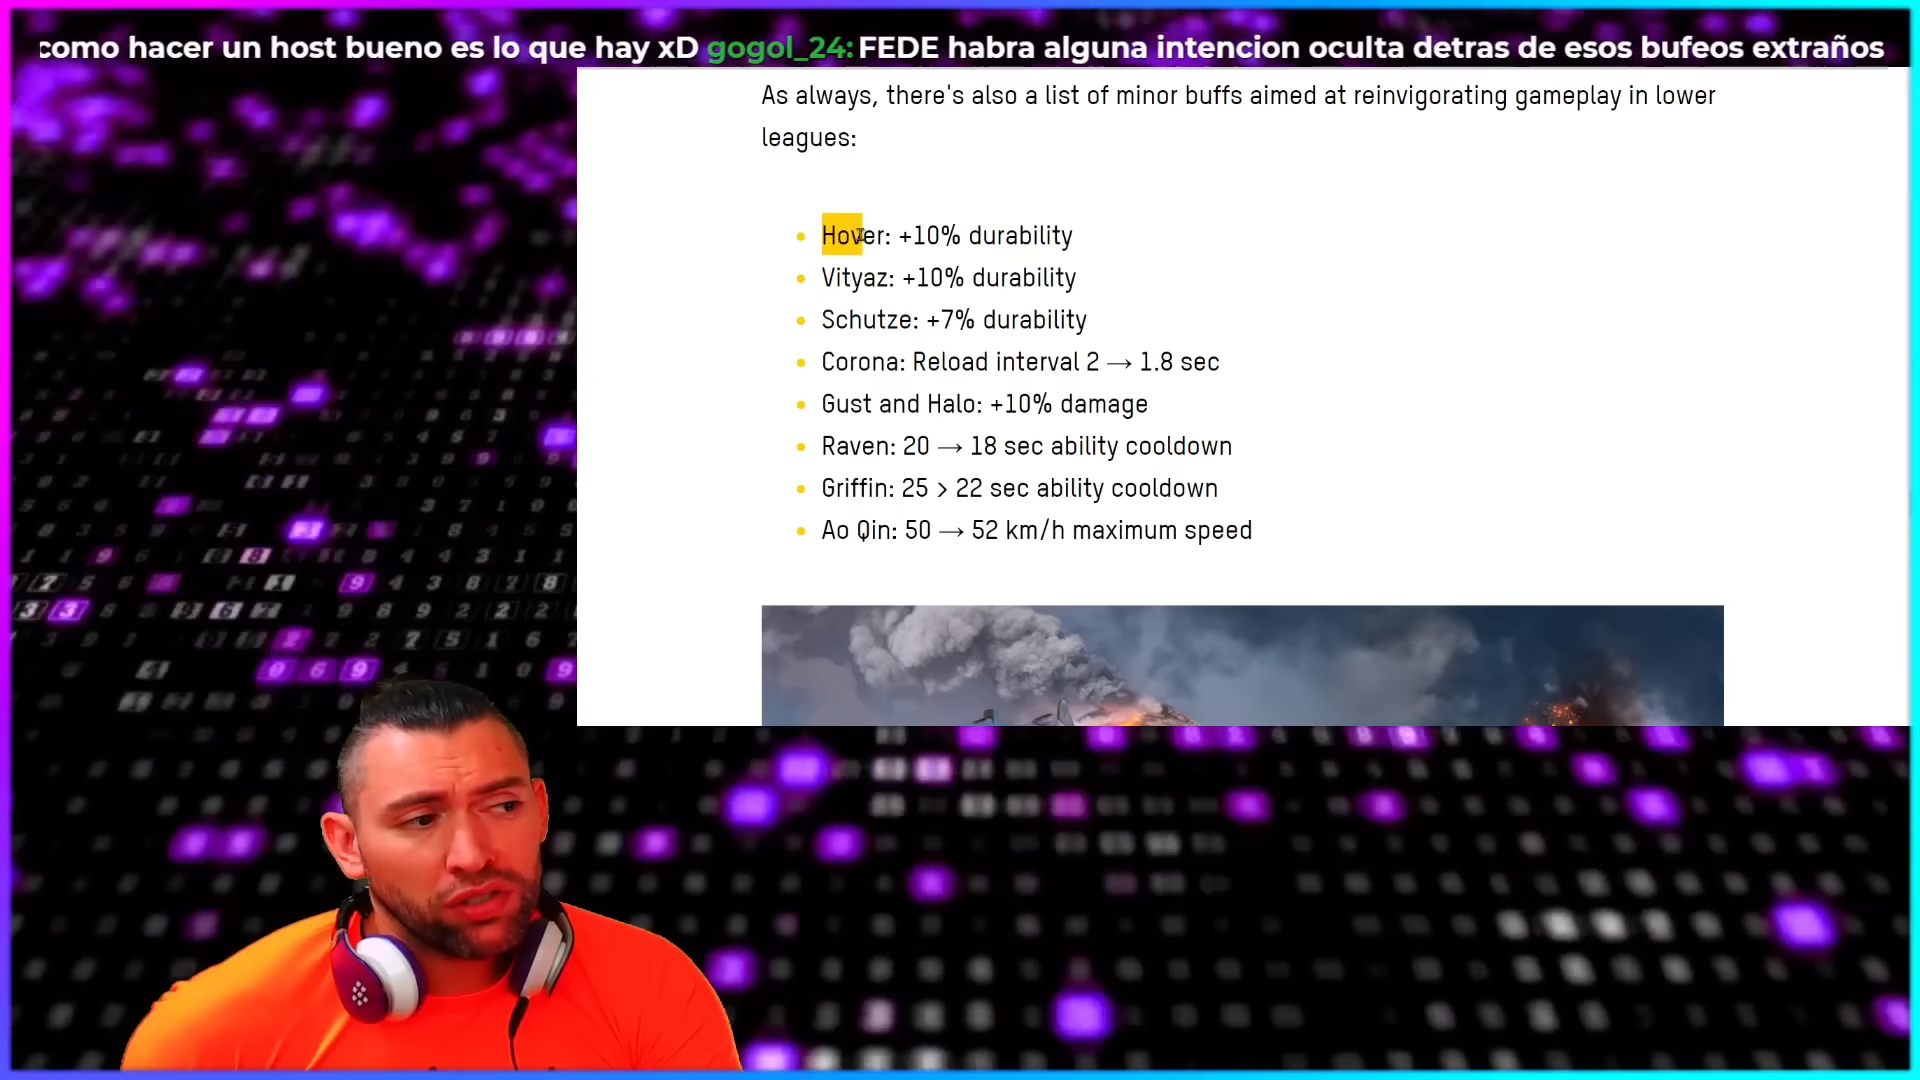 como hacer un host bueno es lo que hay xD gogol_24: FEDE habra alguna intencion oculta detras de esos bufeos extraños
As always, there's also a list of minor buffs aimed at reinvigorating gameplay in lower
leagues:
Hover: +10% durability
Vityaz: +10% durability
Schutze: +7% durability
Corona: Reload interval 2 → 1.8 sec
Gust and Halo: +10% damage
Raven: 20 → 18 sec ability cooldown
Griffin: 25 > 22 sec ability cooldown
Ao Qin: 50 → 52 km/h maximum speed